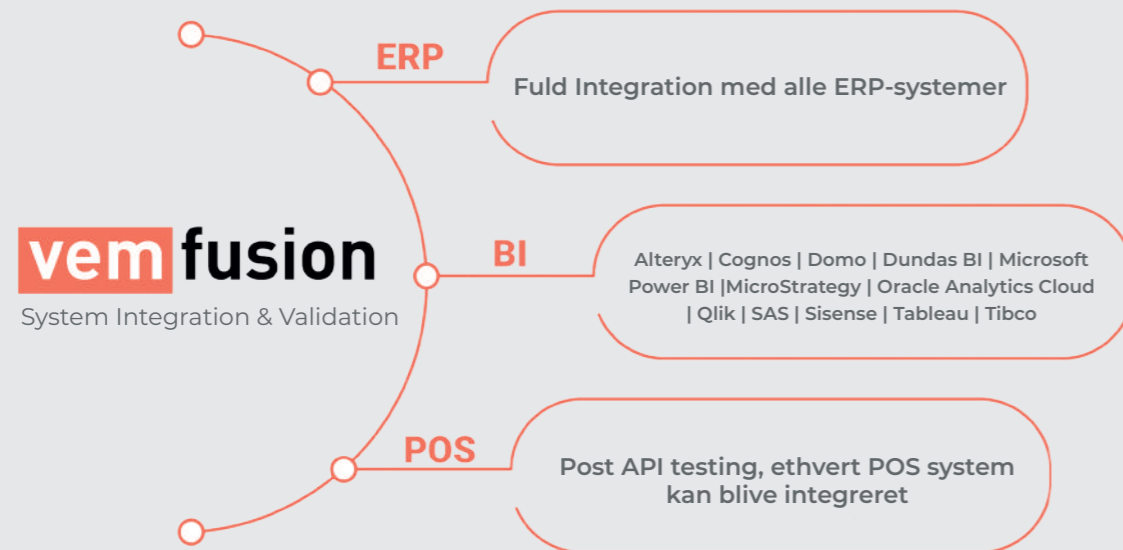 ERP
Fuld Integration med alle ERP-systemer
vemfusion
System Integration & Validation
BI
Alteryx | Cognos | Domo | Dundas BI | Microsoft
Power BI |MicroStrategy | Oracle Analytics Cloud
| Qlik | SAS | Sisense | Tableau | Tibco
POS
Post API testing, ethvert POS system
kan blive integreret